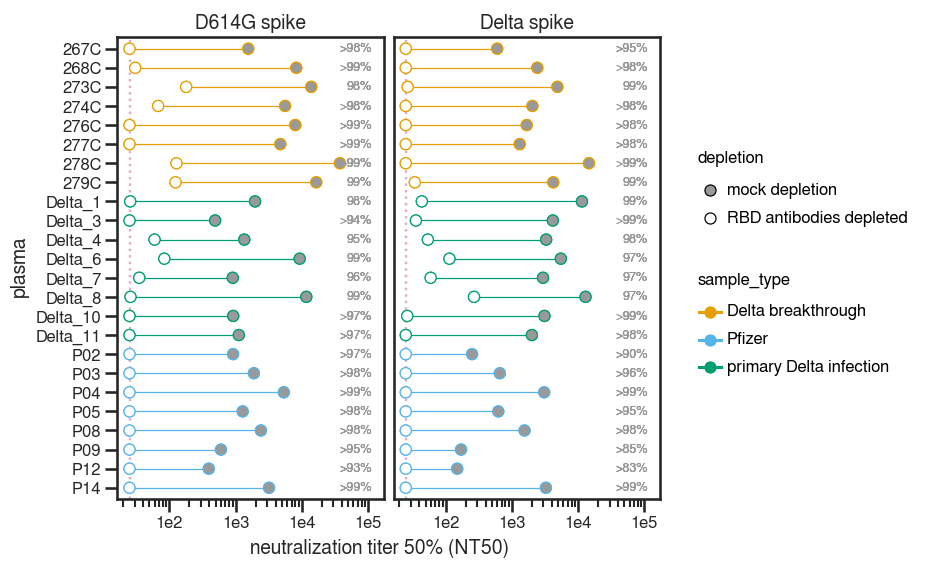 D614G spike Delta spike
267C >98% >95%
268C >99% >98%
273C 98% 99%
274C >98% >98%
276C >99% >98%
277C >99% >98%
278C 99% 99%
279C 99% 99%
Delta_1 98% 99%
Delta_3 >94% >99%
Delta_4 95% 98%
Delta_6 99% 97%
Delta_7 96% 97%
Delta_8 99% 97%
Delta_10 >97% >99%
Delta_11 >97% >98%
P02 >97% >90%
P03 >98% >96%
P04 >99% >99%
P05 >98% >95%
P08 >98% >98%
P09 >95% >85%
P12 >93% >83%
P14 >99% >99%
plasma
1e2 1e3 1e4 1e5 1e2 1e3 1e4 1e5
neutralization titer 50% (NT50)
depletion
mock depletion
RBD antibodies depleted
sample_type
Delta breakthrough
Pfizer
primary Delta infection